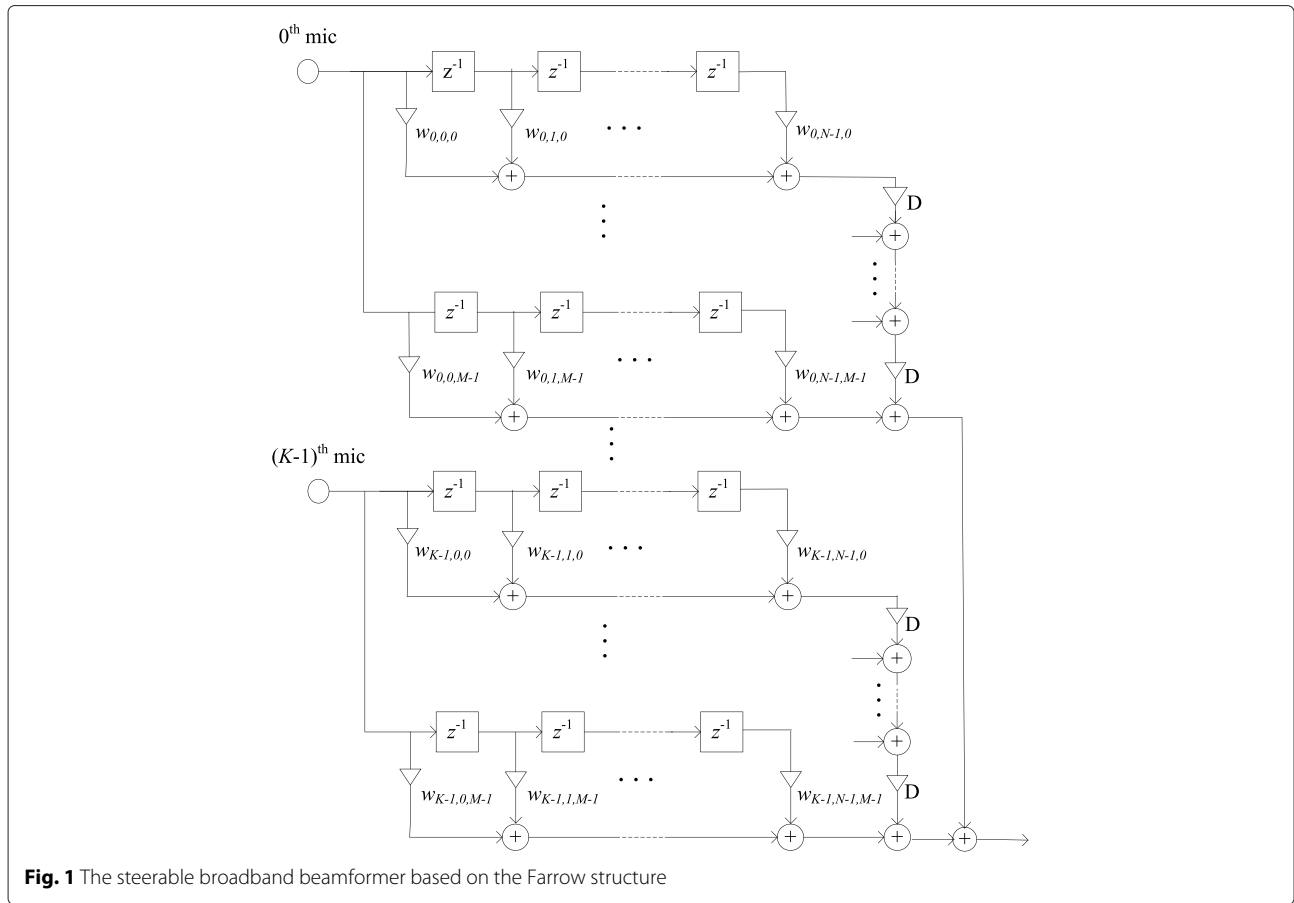 0th mic
z-1 z-1 z-1
w0,0,0 w0,1,0 • • • w0,N-1,0
+ +
D
+
+
z-1 z-1 z-1
w0,0,M-1 w0,1,M-1 • • • w0,N-1,M-1
D
+ + +
(K-1)th mic
z-1 z-1 z-1
wK-1,0,0 wK-1,1,0 • • • wK-1,N-1,0
+ +
D
+
+
z-1 z-1 z-1
wK-1,0,M-1 wK-1,1,M-1 • • • wK-1,N-1,M-1
D
+ + + +
Fig. 1 The steerable broadband beamformer based on the Farrow structure